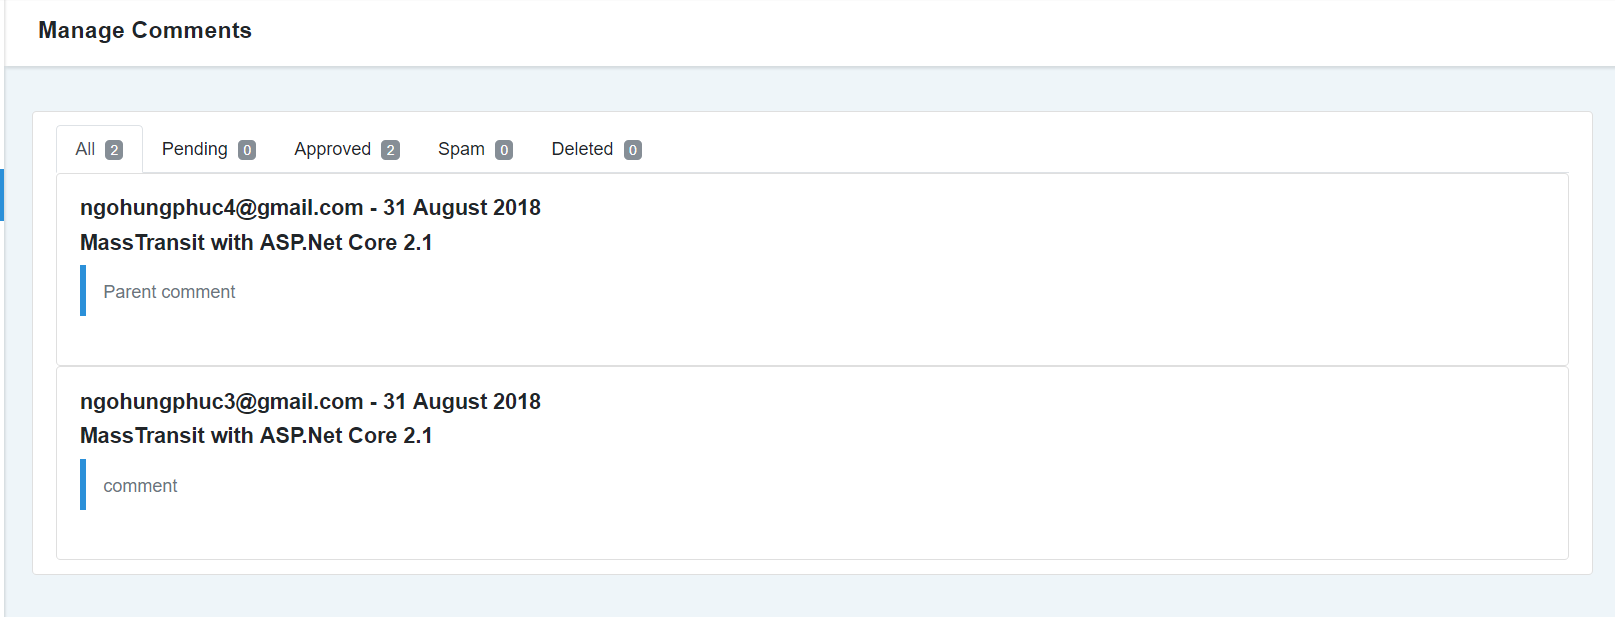 Manage Comments
All 2 Pending 0 Approved 2 Spam 0 Deleted 0
ngohungphuc4@gmail.com - 31 August 2018
MassTransit with ASP.Net Core 2.1
Parent comment
ngohungphuc3@gmail.com - 31 August 2018
MassTransit with ASP.Net Core 2.1
comment